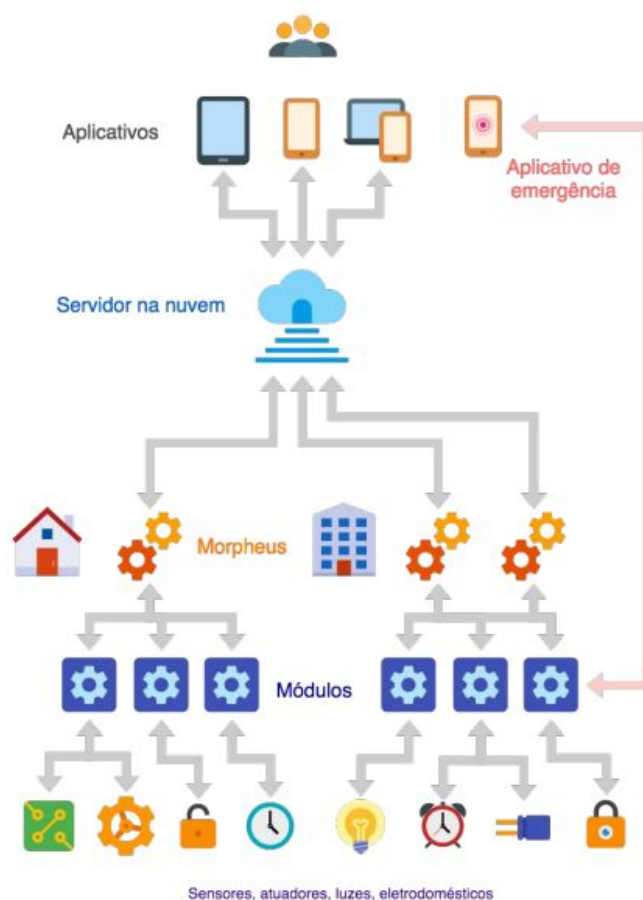 Aplicativos
Aplicativo de
emergência
Servidor na nuvem
Morpheus
Módulos
Sensores, atuadores, luzes, eletrodomésticos